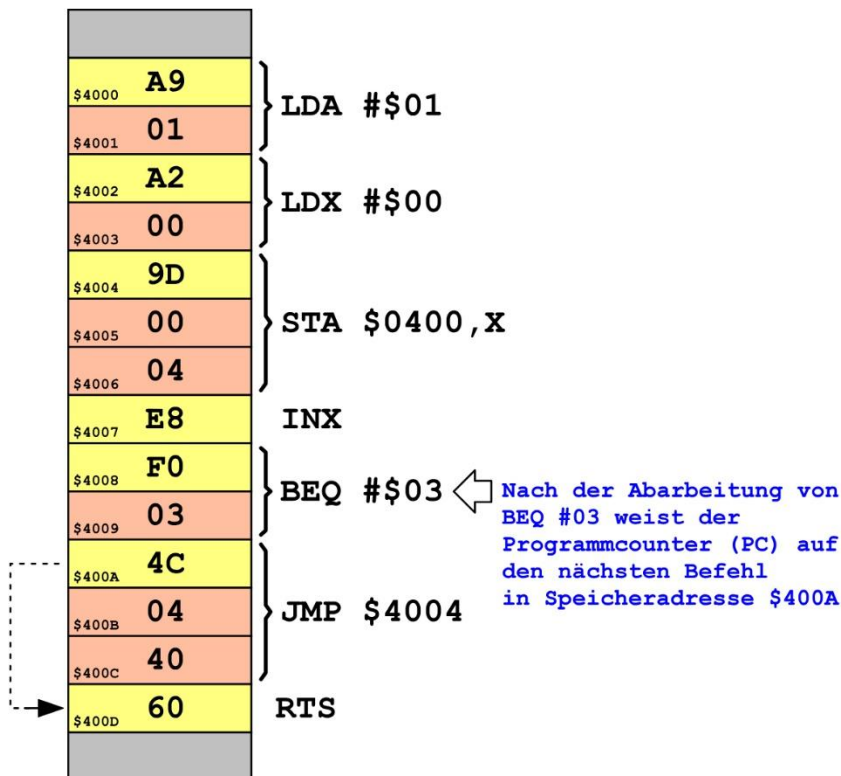 $4000 A9
LDA #$01
$4001 01
$4002 A2
LDX #$00
$4003 00
$4004 9D
$4005 00 STA $0400,X
$4006 04
$4007 E8 INX
$4008 F0
BEQ #$03
$4009 03
$400A 4C
$400B 04 JMP $4004
$400C 40
$400D 60 RTS
Nach der Abarbeitung von
BEQ #03 weist der
Programmcounter (PC) auf
den nächsten Befehl
in Speicheradresse $400A